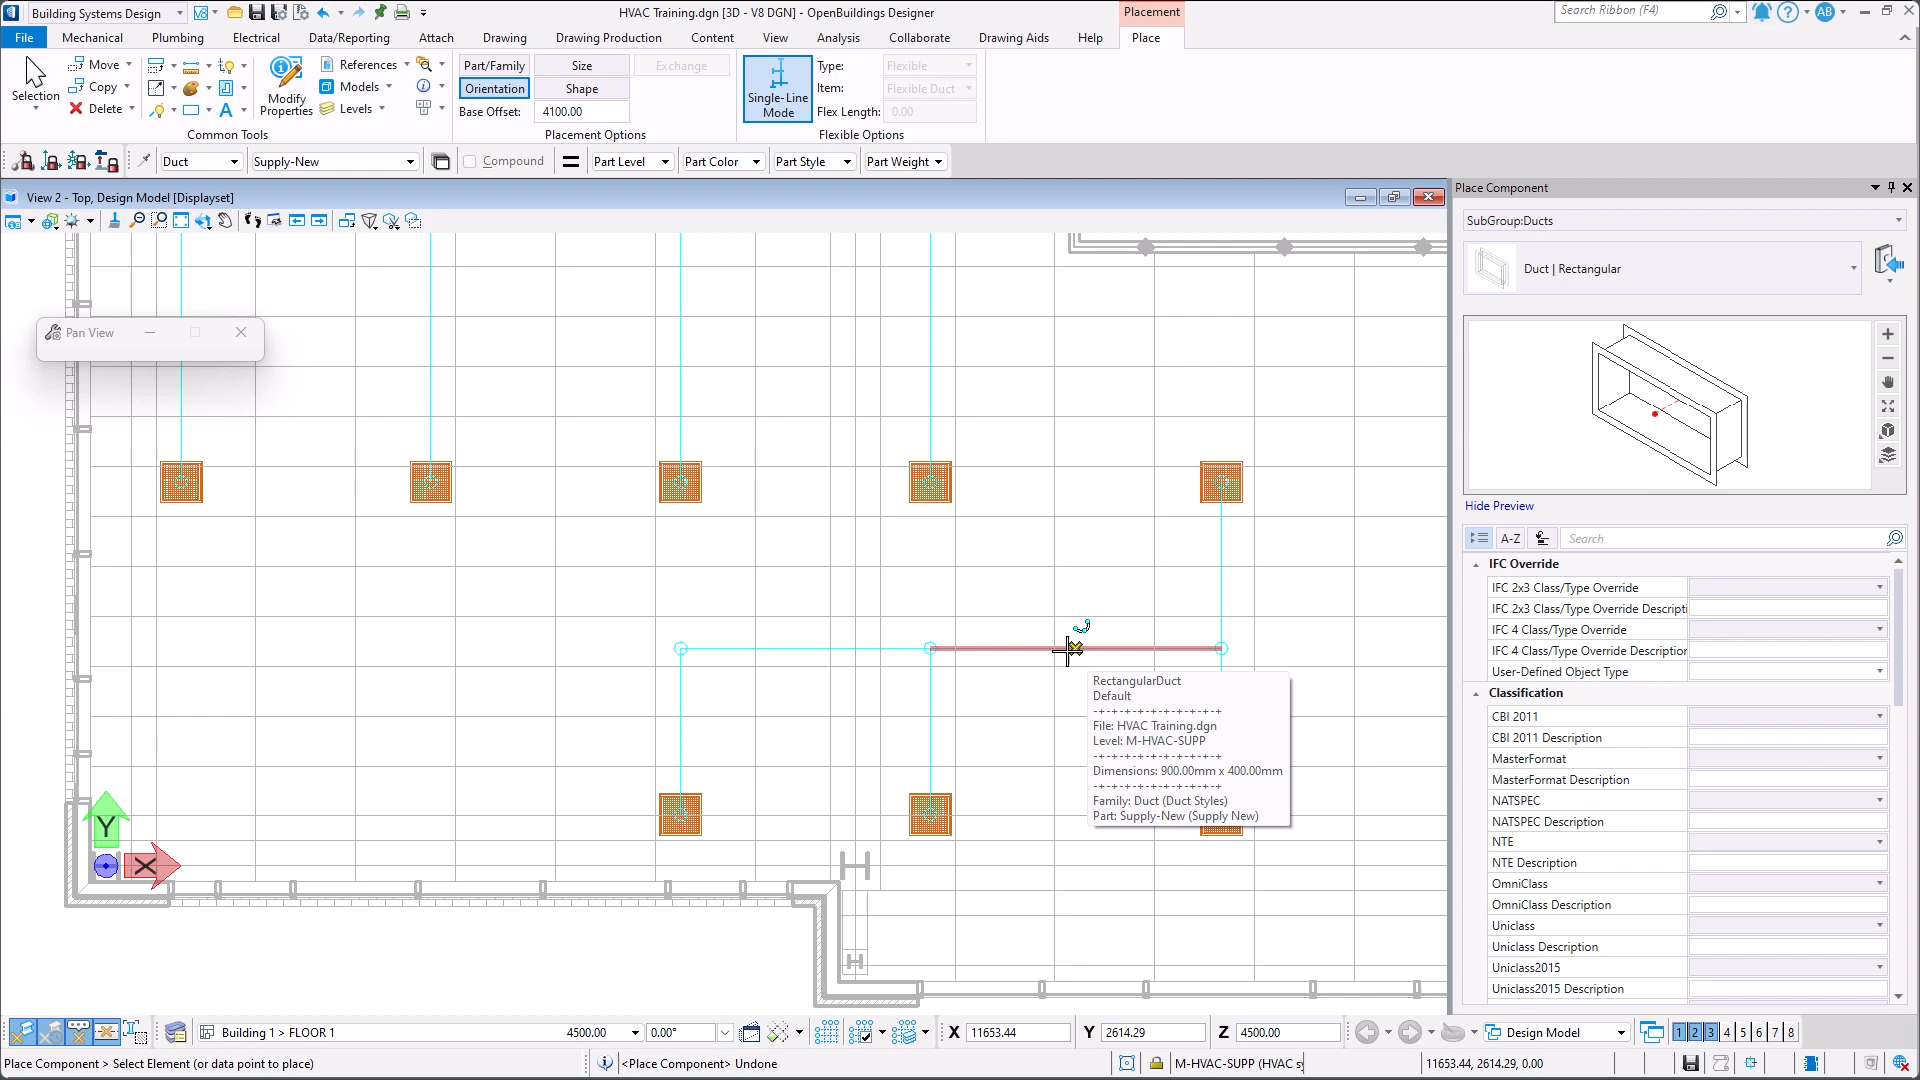 Building Systems Design
HVAC Training.dgn [3D - V8 DGN] - OpenBuildings Designer
Placement
Search Ribbon (F4)
AB
File
Mechanical
Plumbing
Electrical
Data/Reporting
Attach
Drawing
Drawing Production
Content
View
Analysis
Collaborate
Drawing Aids
Help
Place
Selection
Move
Copy
Delete
Modify
Properties
References
Models
Levels
Common Tools
Part/Family
Size
Exchange
Orientation
Shape
Base Offset:
4100.00
Placement Options
Single-Line
Mode
Type:
Flexible
Item:
Flexible Duct
Flex Length:
0.00
Flexible Options
Duct
Supply-New
Compound
Part Level
Part Color
Part Style
Part Weight
View 2 - Top, Design Model [Displayset]
Pan View
Y
X
RectangularDuct
Default
-+-+-+-+-+-+-+-+-+-+
File: HVAC Training.dgn
Level: M-HVAC-SUPP
-+-+-+-+-+-+-+-+-+-+
Dimensions: 900.00mm x 400.00mm
-+-+-+-+-+-+-+-+-+-+
Family: Duct (Duct Styles)
Part: Supply-New (Supply New)
Place Component
SubGroup:Ducts
Duct | Rectangular
Hide Preview
A-Z
Search
IFC Override
IFC 2x3 Class/Type Override
IFC 2x3 Class/Type Override Descripti
IFC 4 Class/Type Override
IFC 4 Class/Type Override Description
User-Defined Object Type
Classification
CBI 2011
CBI 2011 Description
MasterFormat
MasterFormat Description
NATSPEC
NATSPEC Description
NTE
NTE Description
OmniClass
OmniClass Description
Uniclass
Uniclass Description
Uniclass2015
Uniclass2015 Description
Building 1 > FLOOR 1
4500.00
0.00°
X
11653.44
Y
2614.29
Z
4500.00
Design Model
1 2 3 4 5 6 7 8
Place Component > Select Element (or data point to place)
<Place Component> Undone
M-HVAC-SUPP (HVAC s
11653.44, 2614.29, 0.00